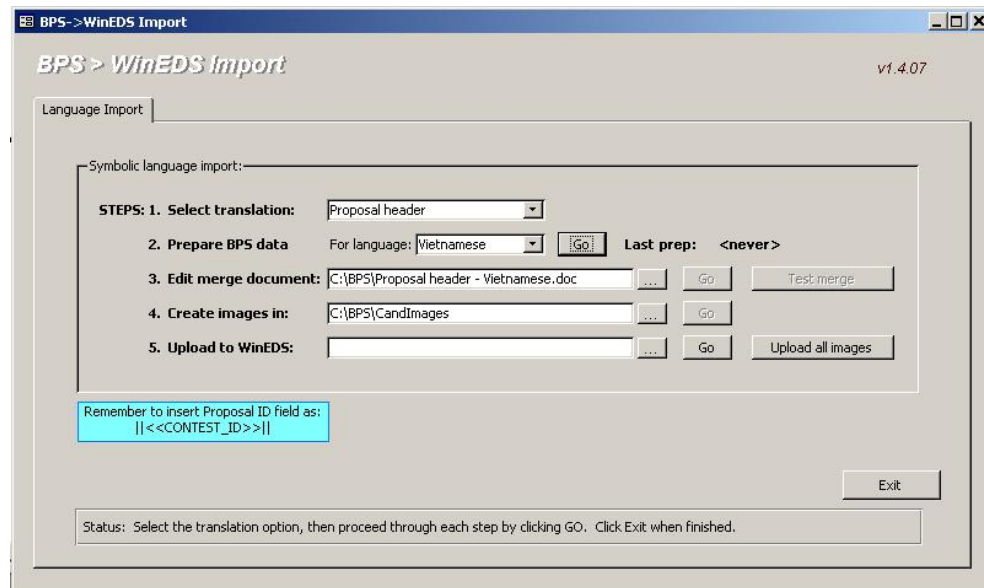 BPS->WinEDS Import
BPS > WinEDS Import
v1.4.07
Language Import
Symbolic language import:
STEPS: 1. Select translation: Proposal header
2. Prepare BPS data For language: Vietnamese Go Last prep: <never>
3. Edit merge document: C:\BPS\Proposal header - Vietnamese.doc ... Go Test merge
4. Create images in: C:\BPS\CandImages ... Go
5. Upload to WinEDS: ... Go Upload all images
Remember to insert Proposal ID field as:
||<<CONTEST_ID>>||
Exit
Status: Select the translation option, then proceed through each step by clicking GO. Click Exit when finished.